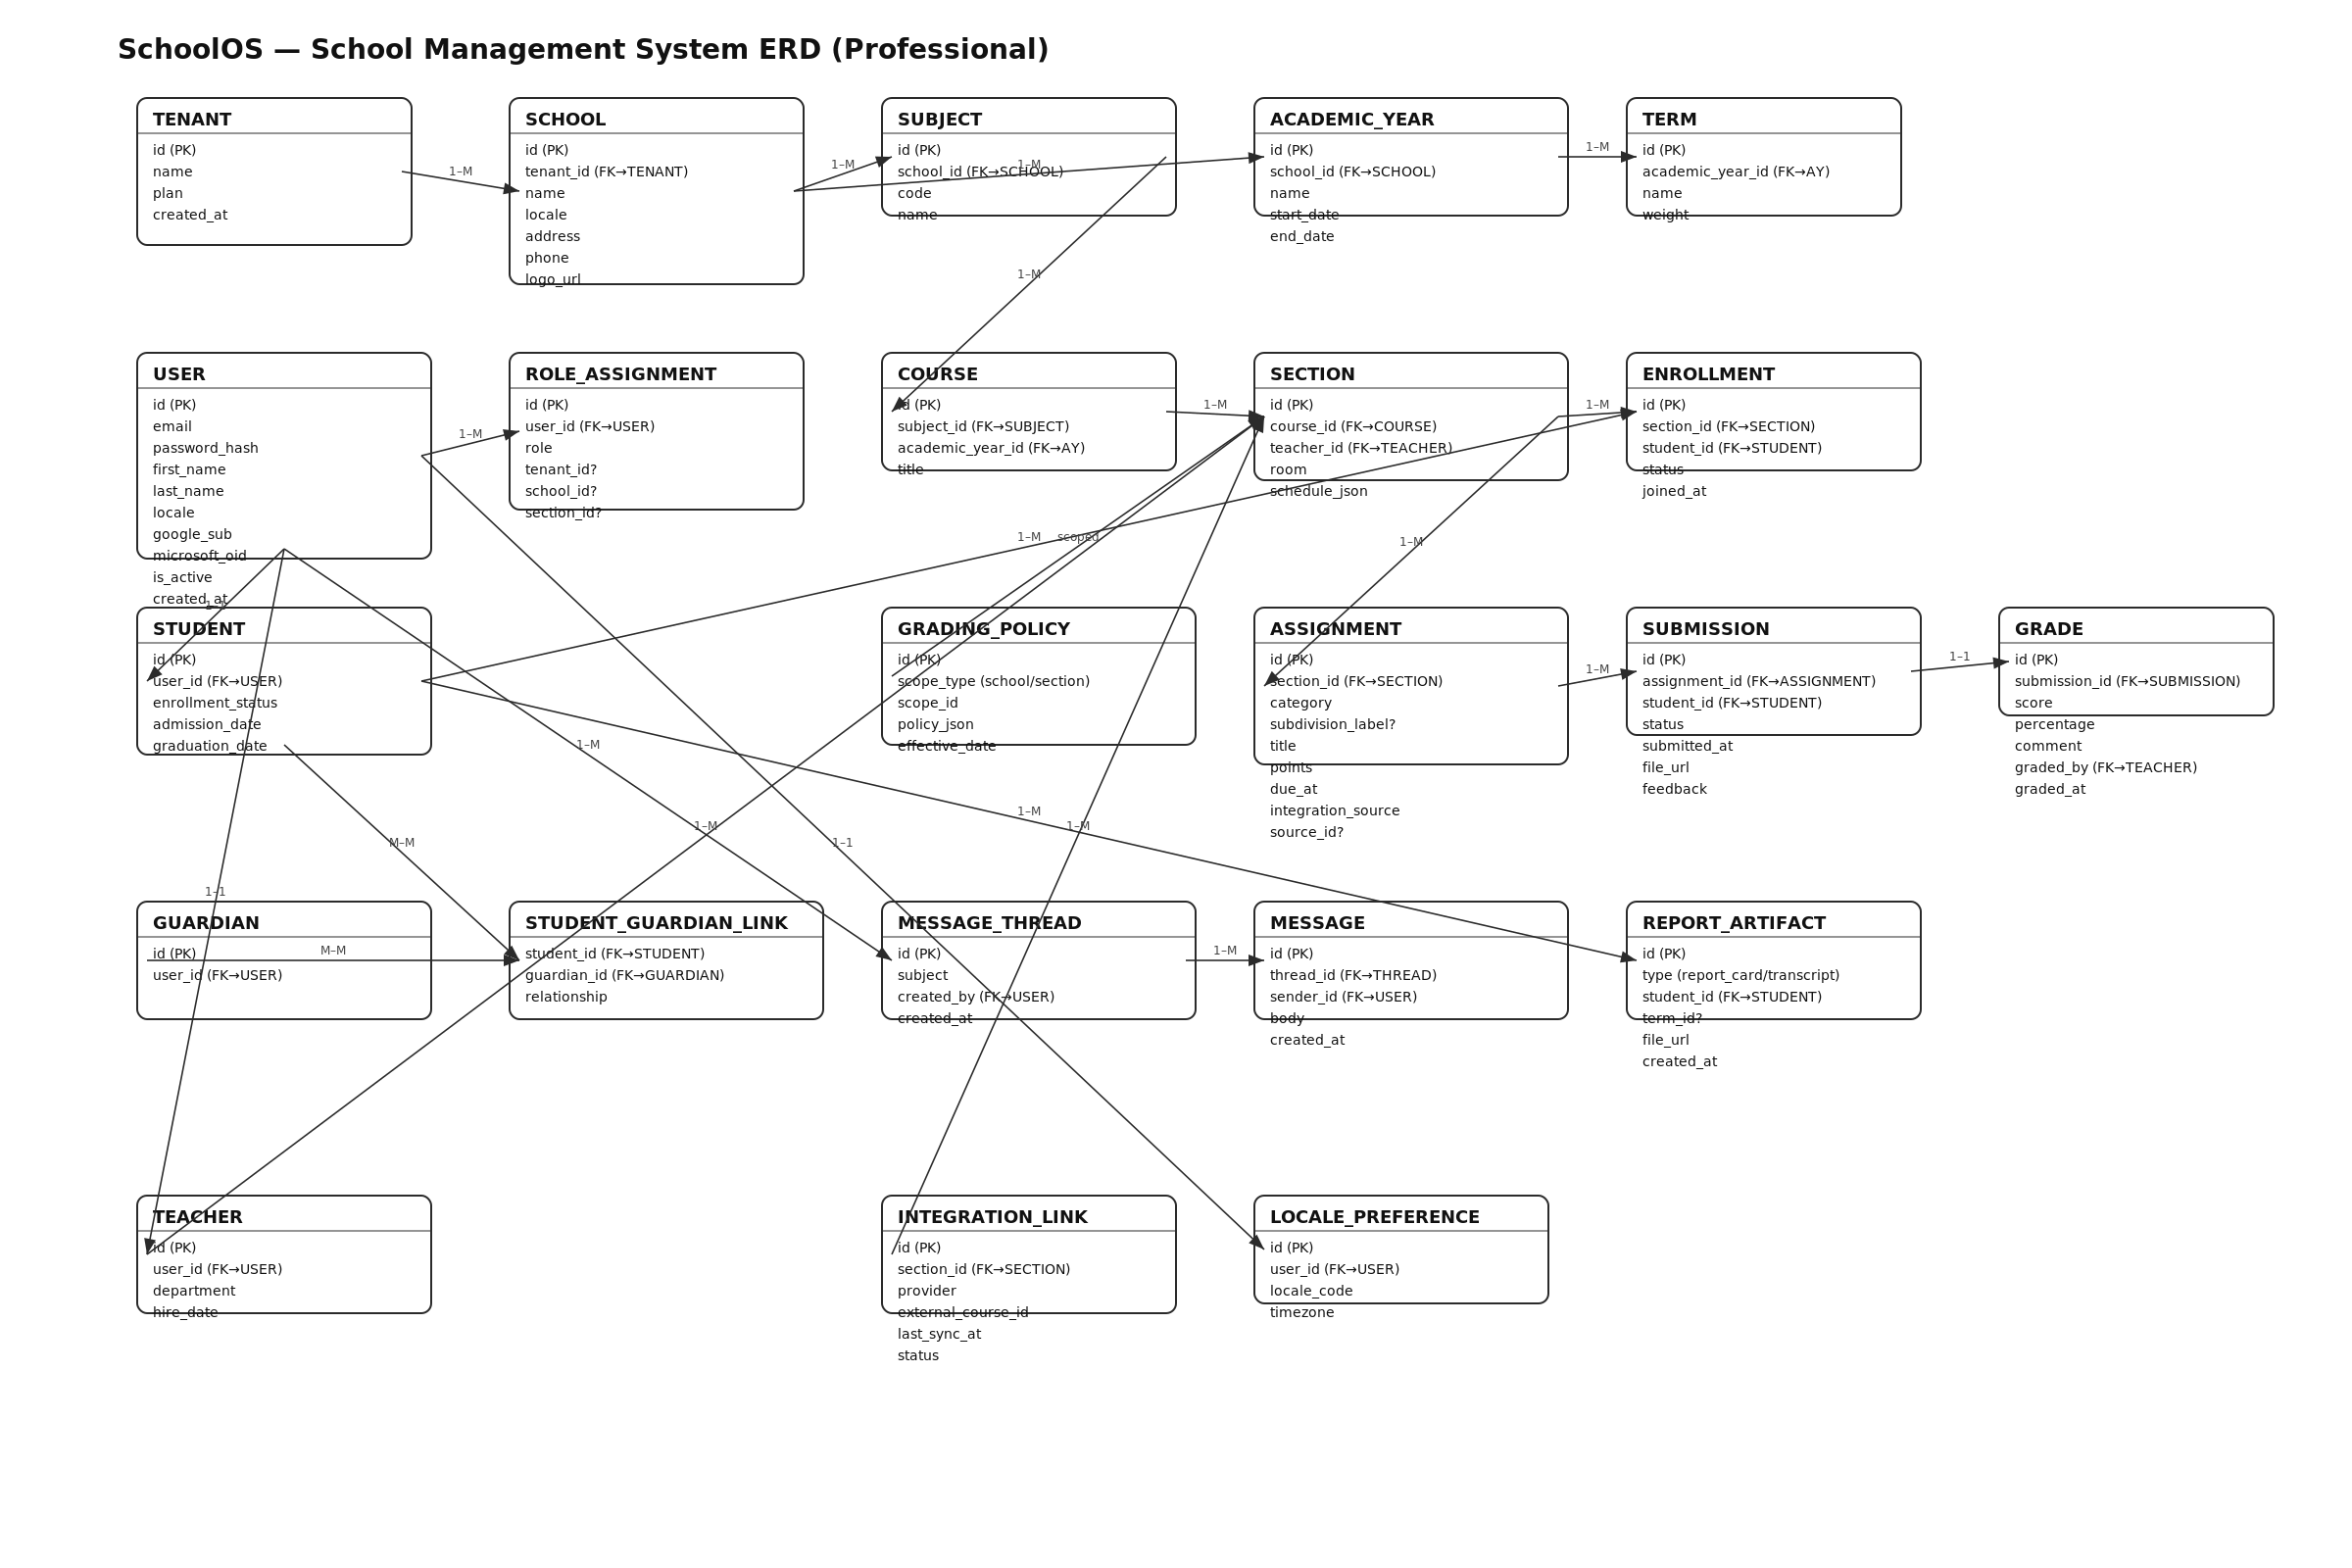 SchoolOS — School Management System ERD (Professional)
TENANT
id (PK)
name
plan
created_at
1–M
SCHOOL
id (PK)
tenant_id (FK→TENANT)
name
locale
address
phone
logo_url
1–M
SUBJECT
id (PK)
school_id (FK→SCHOOL)
code
name
1–M
1–M
ACADEMIC_YEAR
id (PK)
school_id (FK→SCHOOL)
name
start_date
end_date
1–M
TERM
id (PK)
academic_year_id (FK→AY)
name
weight
USER
id (PK)
email
password_hash
first_name
last_name
locale
google_sub
microsoft_oid
is_active
created_at
1–M
ROLE_ASSIGNMENT
id (PK)
user_id (FK→USER)
role
tenant_id?
school_id?
section_id?
COURSE
id (PK)
subject_id (FK→SUBJECT)
academic_year_id (FK→AY)
title
1–M
SECTION
id (PK)
course_id (FK→COURSE)
teacher_id (FK→TEACHER)
room
schedule_json
1–M
ENROLLMENT
id (PK)
section_id (FK→SECTION)
student_id (FK→STUDENT)
status
joined_at
1–M
scoped
1–M
1–1
STUDENT
id (PK)
user_id (FK→USER)
enrollment_status
admission_date
graduation_date
GRADING_POLICY
id (PK)
scope_type (school/section)
scope_id
policy_json
effective_date
ASSIGNMENT
id (PK)
section_id (FK→SECTION)
category
subdivision_label?
title
points
due_at
integration_source
source_id?
1–M
SUBMISSION
id (PK)
assignment_id (FK→ASSIGNMENT)
student_id (FK→STUDENT)
status
submitted_at
file_url
feedback
1–1
GRADE
id (PK)
submission_id (FK→SUBMISSION)
score
percentage
comment
graded_by (FK→TEACHER)
graded_at
1–M
1–M
1–M
1–M
M–M
1–1
1–1
GUARDIAN
id (PK)
user_id (FK→USER)
M–M
STUDENT_GUARDIAN_LINK
student_id (FK→STUDENT)
guardian_id (FK→GUARDIAN)
relationship
MESSAGE_THREAD
id (PK)
subject
created_by (FK→USER)
created_at
1–M
MESSAGE
id (PK)
thread_id (FK→THREAD)
sender_id (FK→USER)
body
created_at
REPORT_ARTIFACT
id (PK)
type (report_card/transcript)
student_id (FK→STUDENT)
term_id?
file_url
created_at
TEACHER
id (PK)
user_id (FK→USER)
department
hire_date
INTEGRATION_LINK
id (PK)
section_id (FK→SECTION)
provider
external_course_id
last_sync_at
status
LOCALE_PREFERENCE
id (PK)
user_id (FK→USER)
locale_code
timezone